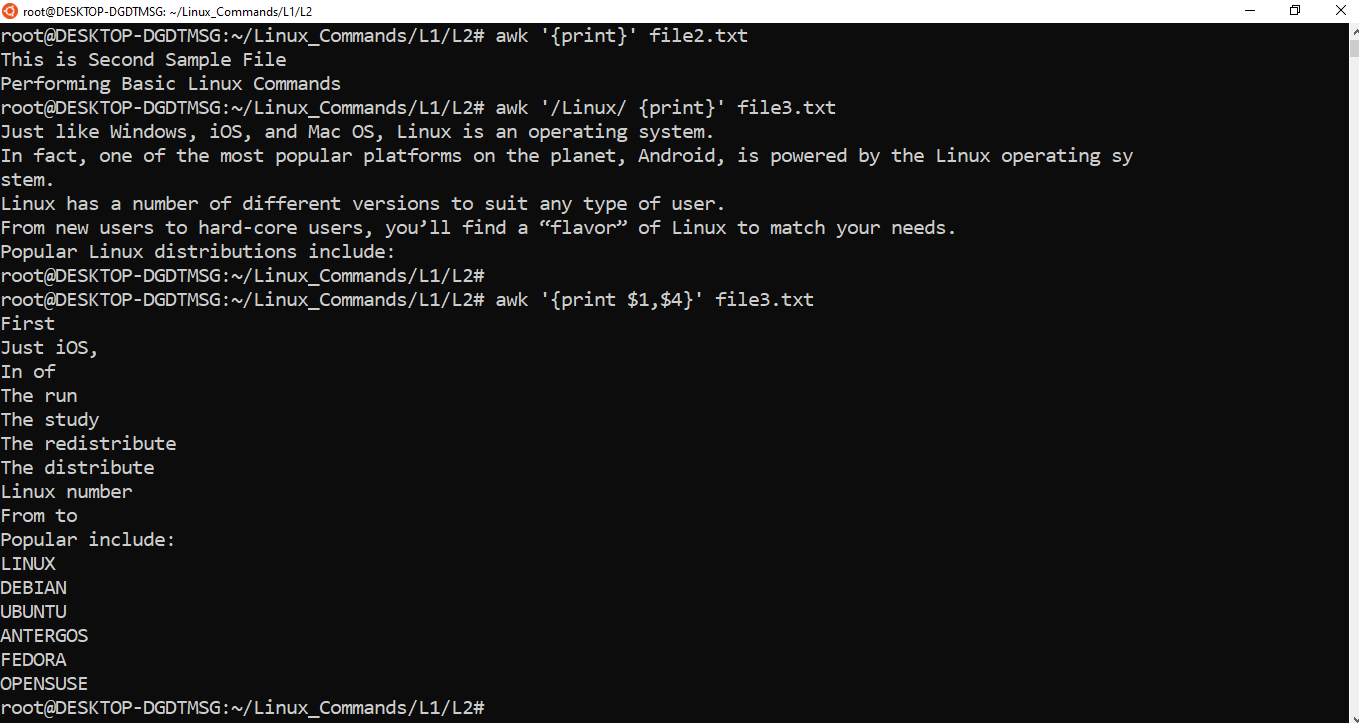 root@DESKTOP-DGDTMSG: ~/Linux_Commands/L1/L2
root@DESKTOP-DGDTMSG:~/Linux_Commands/L1/L2# awk '{print}' file2.txt
This is Second Sample File
Performing Basic Linux Commands
root@DESKTOP-DGDTMSG:~/Linux_Commands/L1/L2# awk '/Linux/ {print}' file3.txt
Just like Windows, iOS, and Mac OS, Linux is an operating system.
In fact, one of the most popular platforms on the planet, Android, is powered by the Linux operating sy
stem.
Linux has a number of different versions to suit any type of user.
From new users to hard-core users, you’ll find a “flavor” of Linux to match your needs.
Popular Linux distributions include:
root@DESKTOP-DGDTMSG:~/Linux_Commands/L1/L2#
root@DESKTOP-DGDTMSG:~/Linux_Commands/L1/L2# awk '{print $1,$4}' file3.txt
First
Just iOS,
In of
The run
The study
The redistribute
The distribute
Linux number
From to
Popular include:
LINUX
DEBIAN
UBUNTU
ANTERGOS
FEDORA
OPENSUSE
root@DESKTOP-DGDTMSG:~/Linux_Commands/L1/L2#